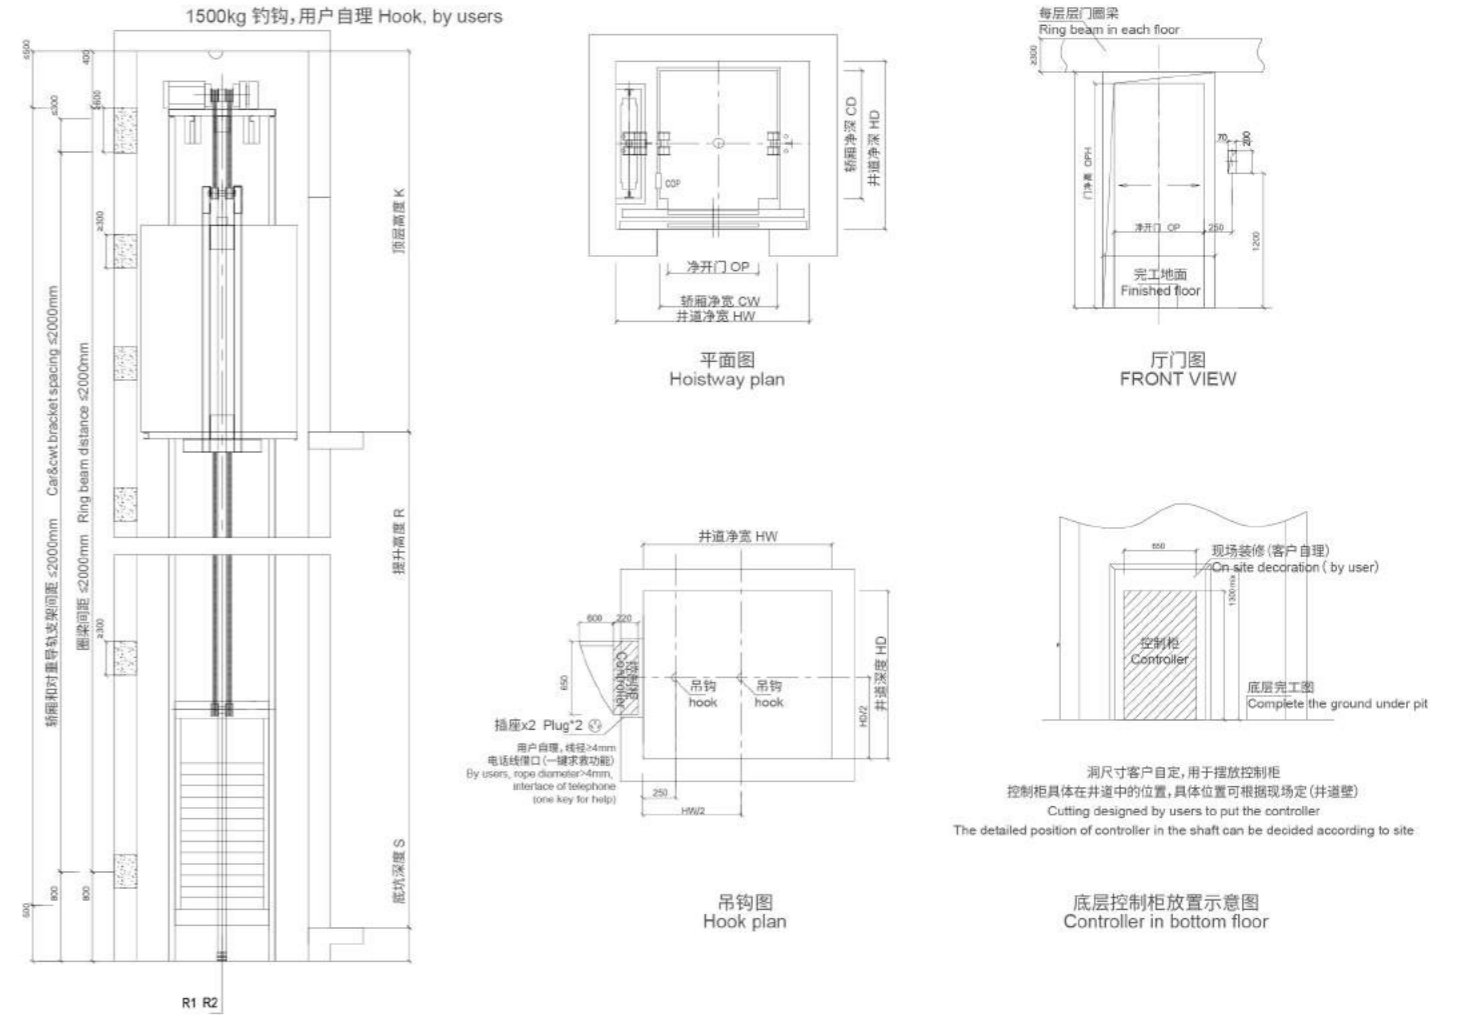 1500kg 钓钩，用户自理 Hook, by users
≤600
400
≤300
≤600
≥300
轿厢和对重导轨支架间距 ≤2000mm Car&cwt bracket spacing ≤2000mm
圈梁间距 ≤2000mm Ring beam distance ≤2000mm
≥300
800
800
600
顶层高度 K
提升高度 R
底坑深度 S
R1 R2
COP
轿厢净深 CD
井道净深 HD
净开门 OP
轿厢净宽 CW
井道净宽 HW
平面图
Hoistway plan
每层层门圈梁
Ring beam in each floor
≥300
门净高 OPH
70
200
净开门 OP
250
1200
完工地面
Finished floor
厅门图
FRONT VIEW
井道净宽 HW
600
220
650
控制柜
Controller
吊钩
hook
吊钩
hook
井道深度 HD
H0/2
插座x2 Plug*2
用户自理，线径≥4mm
电话线借口（一键求救功能）
By users, rope diameter>4mm,
interface of telephone
(one key for help)
250
HW/2
吊钩图
Hook plan
650
现场装修（客户自理）
On site decoration ( by user)
1300mix
控制柜
Controller
底层完工图
Complete the ground under pit
洞尺寸客户自定，用于摆放控制柜
控制柜具体在井道中的位置，具体位置可根据现场定（井道壁）
Cutting designed by users to put the controller
The detailed position of controller in the shaft can be decided according to site
底层控制柜放置示意图
Controller in bottom floor